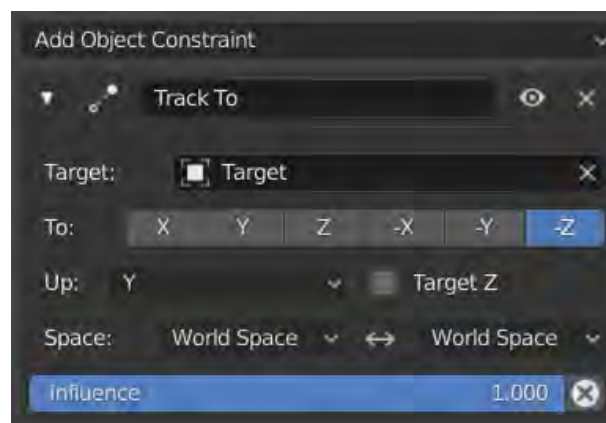 Add Object Constraint
Track To
Target: Target
To: X Y Z -X -Y -Z
Up: Y Target Z
Space: World Space World Space
Influence 1.000